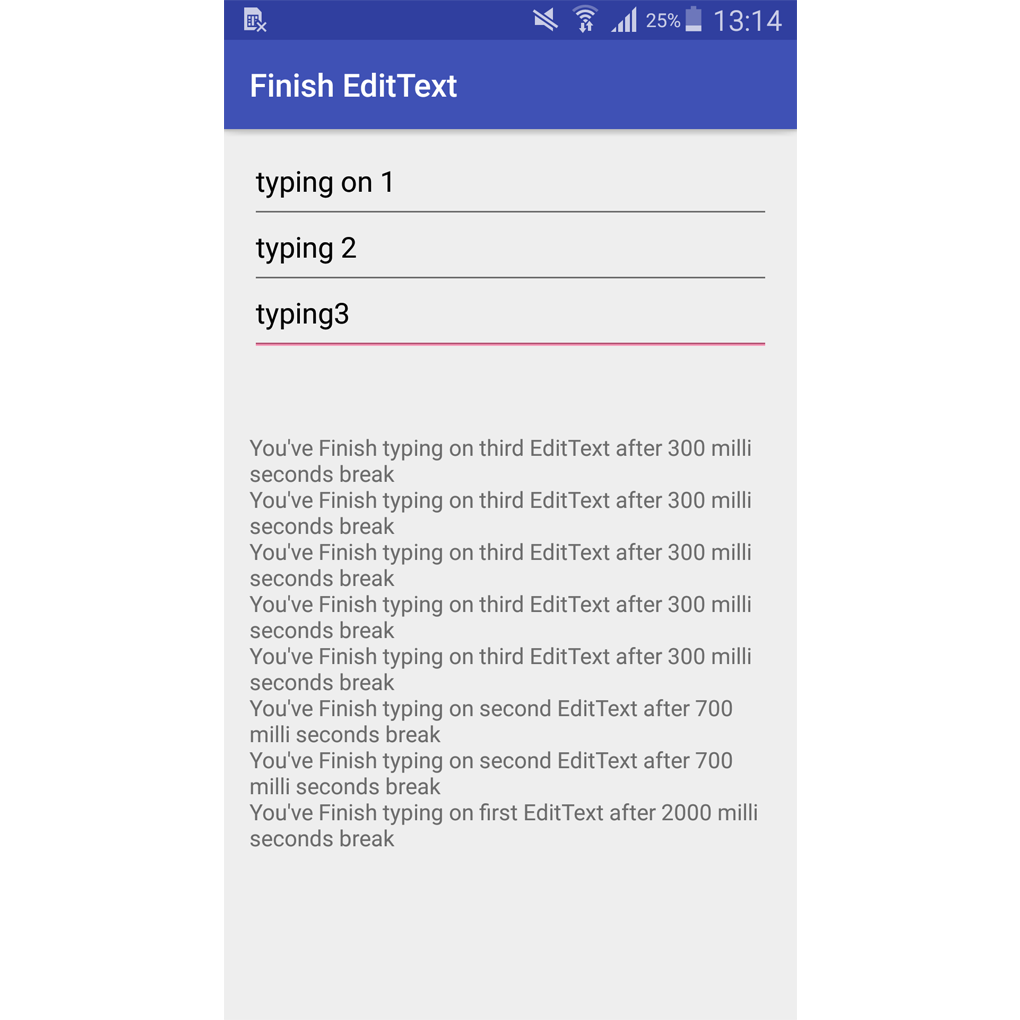 25% 13:14
Finish EditText
typing on 1
typing 2
typing3
You've Finish typing on third EditText after 300 milli
seconds break
You've Finish typing on third EditText after 300 milli
seconds break
You've Finish typing on third EditText after 300 milli
seconds break
You've Finish typing on third EditText after 300 milli
seconds break
You've Finish typing on third EditText after 300 milli
seconds break
You've Finish typing on second EditText after 700
milli seconds break
You've Finish typing on second EditText after 700
milli seconds break
You've Finish typing on first EditText after 2000 milli
seconds break